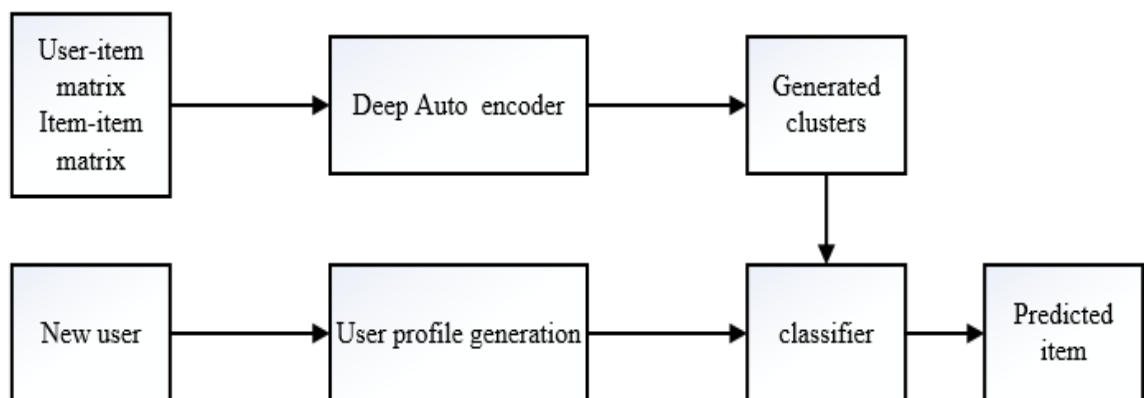 User-item
matrix
Item-item
matrix
Deep Auto encoder
Generated
clusters
New user
User profile generation
classifier
Predicted
item